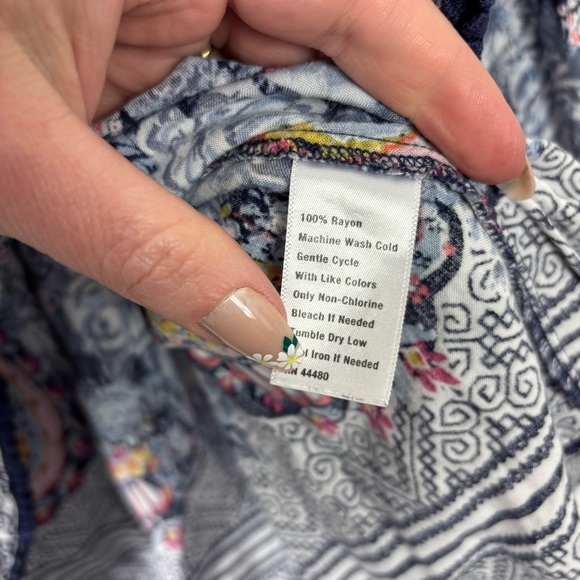 100% Rayon
Machine Wash Cold
Gentle Cycle
With Like Colors
Only Non-Chlorine
Bleach If Needed
umble Dry Low
l Iron If Needed
N 44480